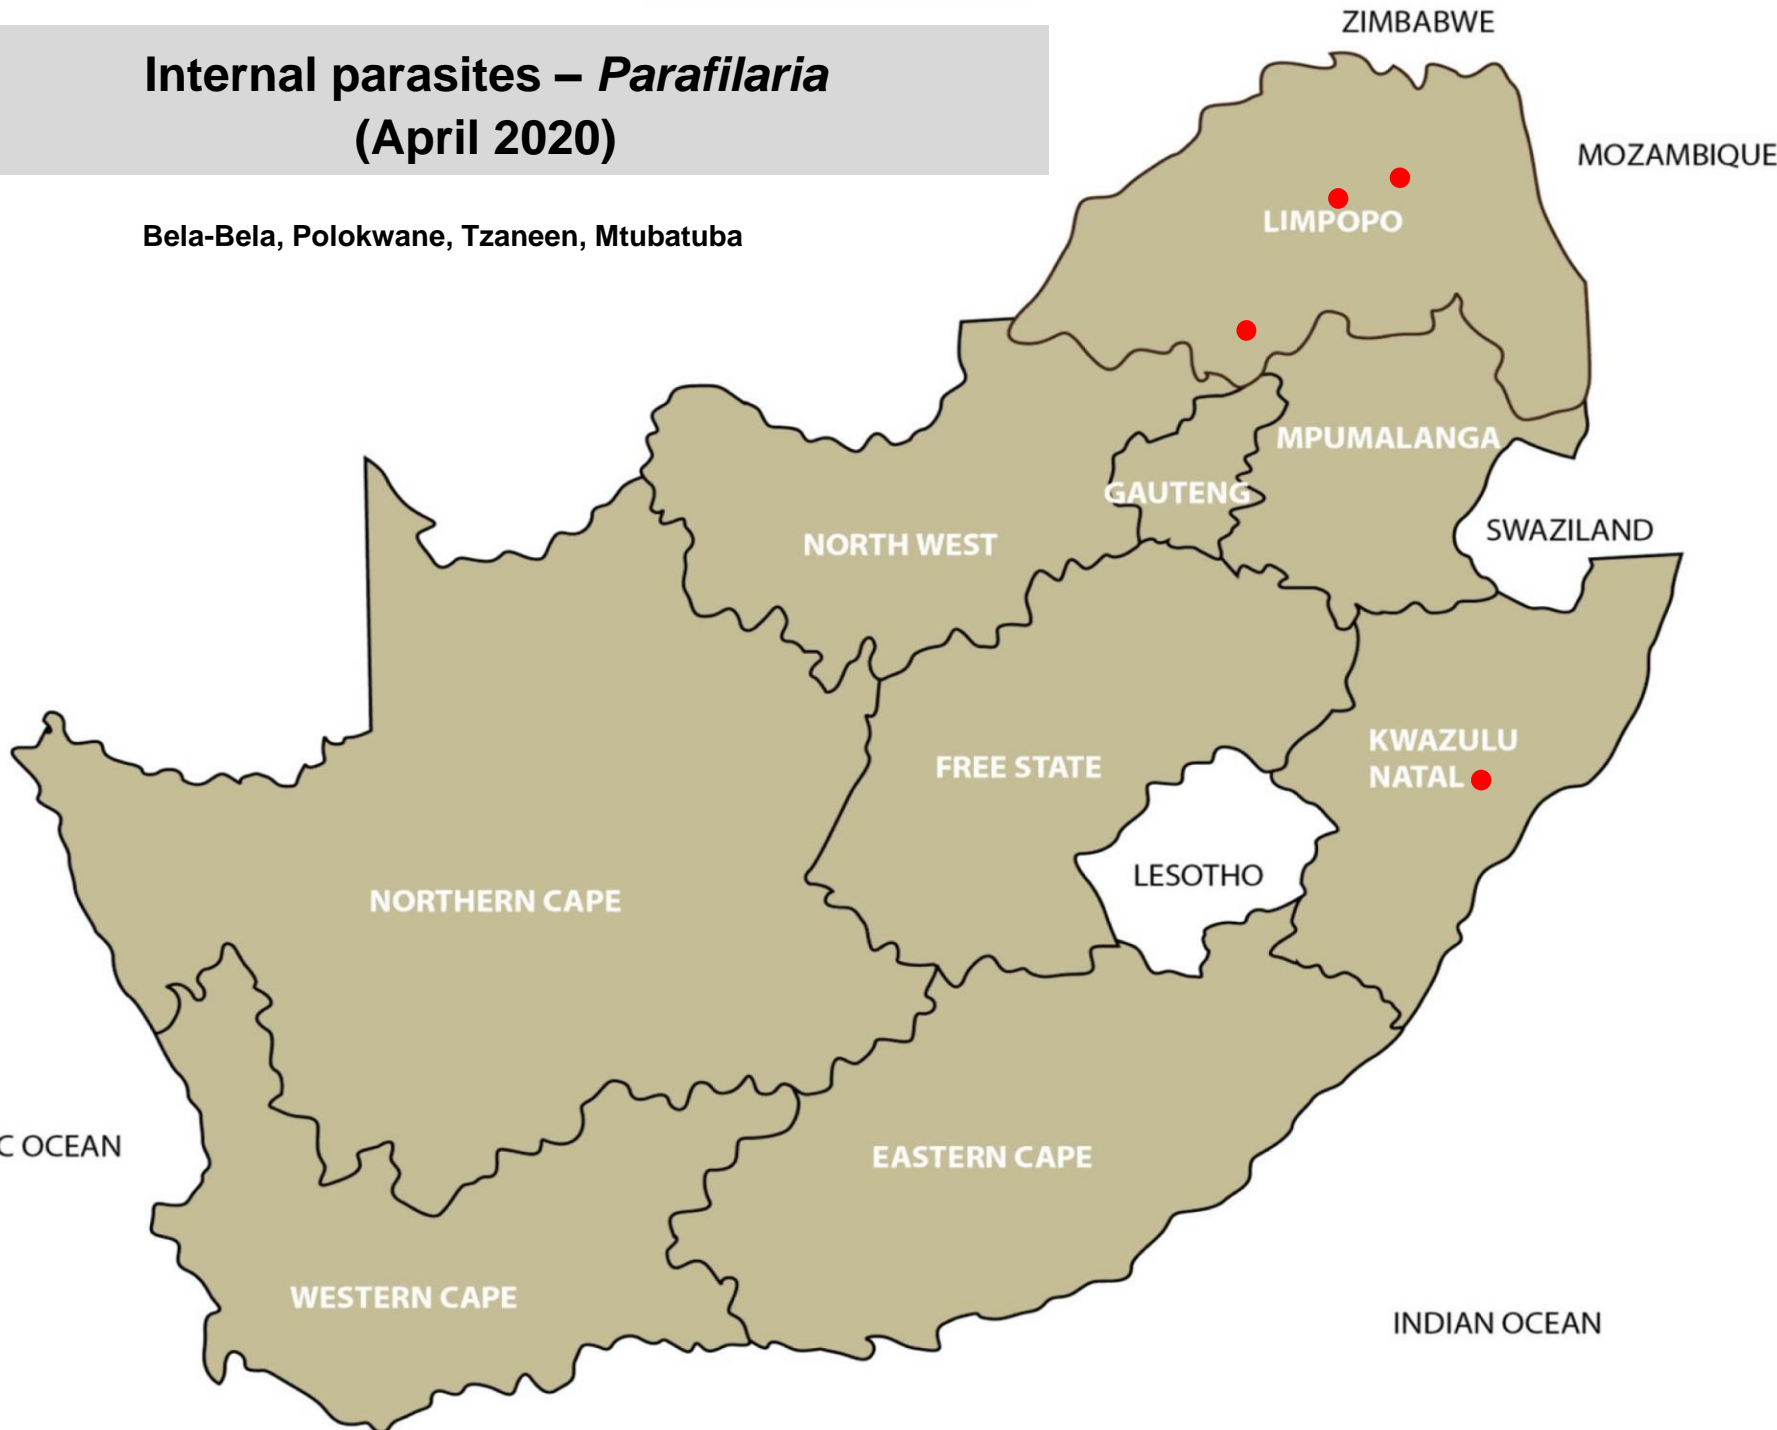 ZIMBABWE
Internal parasites – Parafilaria
(April 2020)
MOZAMBIQUE
Bela-Bela, Polokwane, Tzaneen, Mtubatuba
LIMPOPO
MPUMALANGA
GAUTENG
SWAZILAND
NORTH WEST
KWAZULU
NATAL
FREE STATE
LESOTHO
NORTHERN CAPE
C OCEAN
EASTERN CAPE
WESTERN CAPE
INDIAN OCEAN